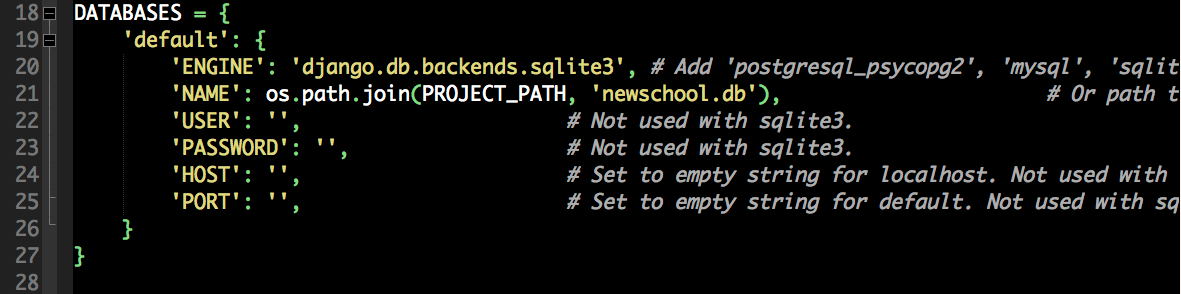 18 DATABASES = {
19 'default': {
20 'ENGINE': 'django.db.backends.sqlite3', # Add 'postgresql_psycopg2', 'mysql', 'sqlit
21 'NAME': os.path.join(PROJECT_PATH, 'newschool.db'), # Or path t
22 'USER': '', # Not used with sqlite3.
23 'PASSWORD': '', # Not used with sqlite3.
24 'HOST': '', # Set to empty string for localhost. Not used with
25 'PORT': '', # Set to empty string for default. Not used with sq
26 }
27 }
28